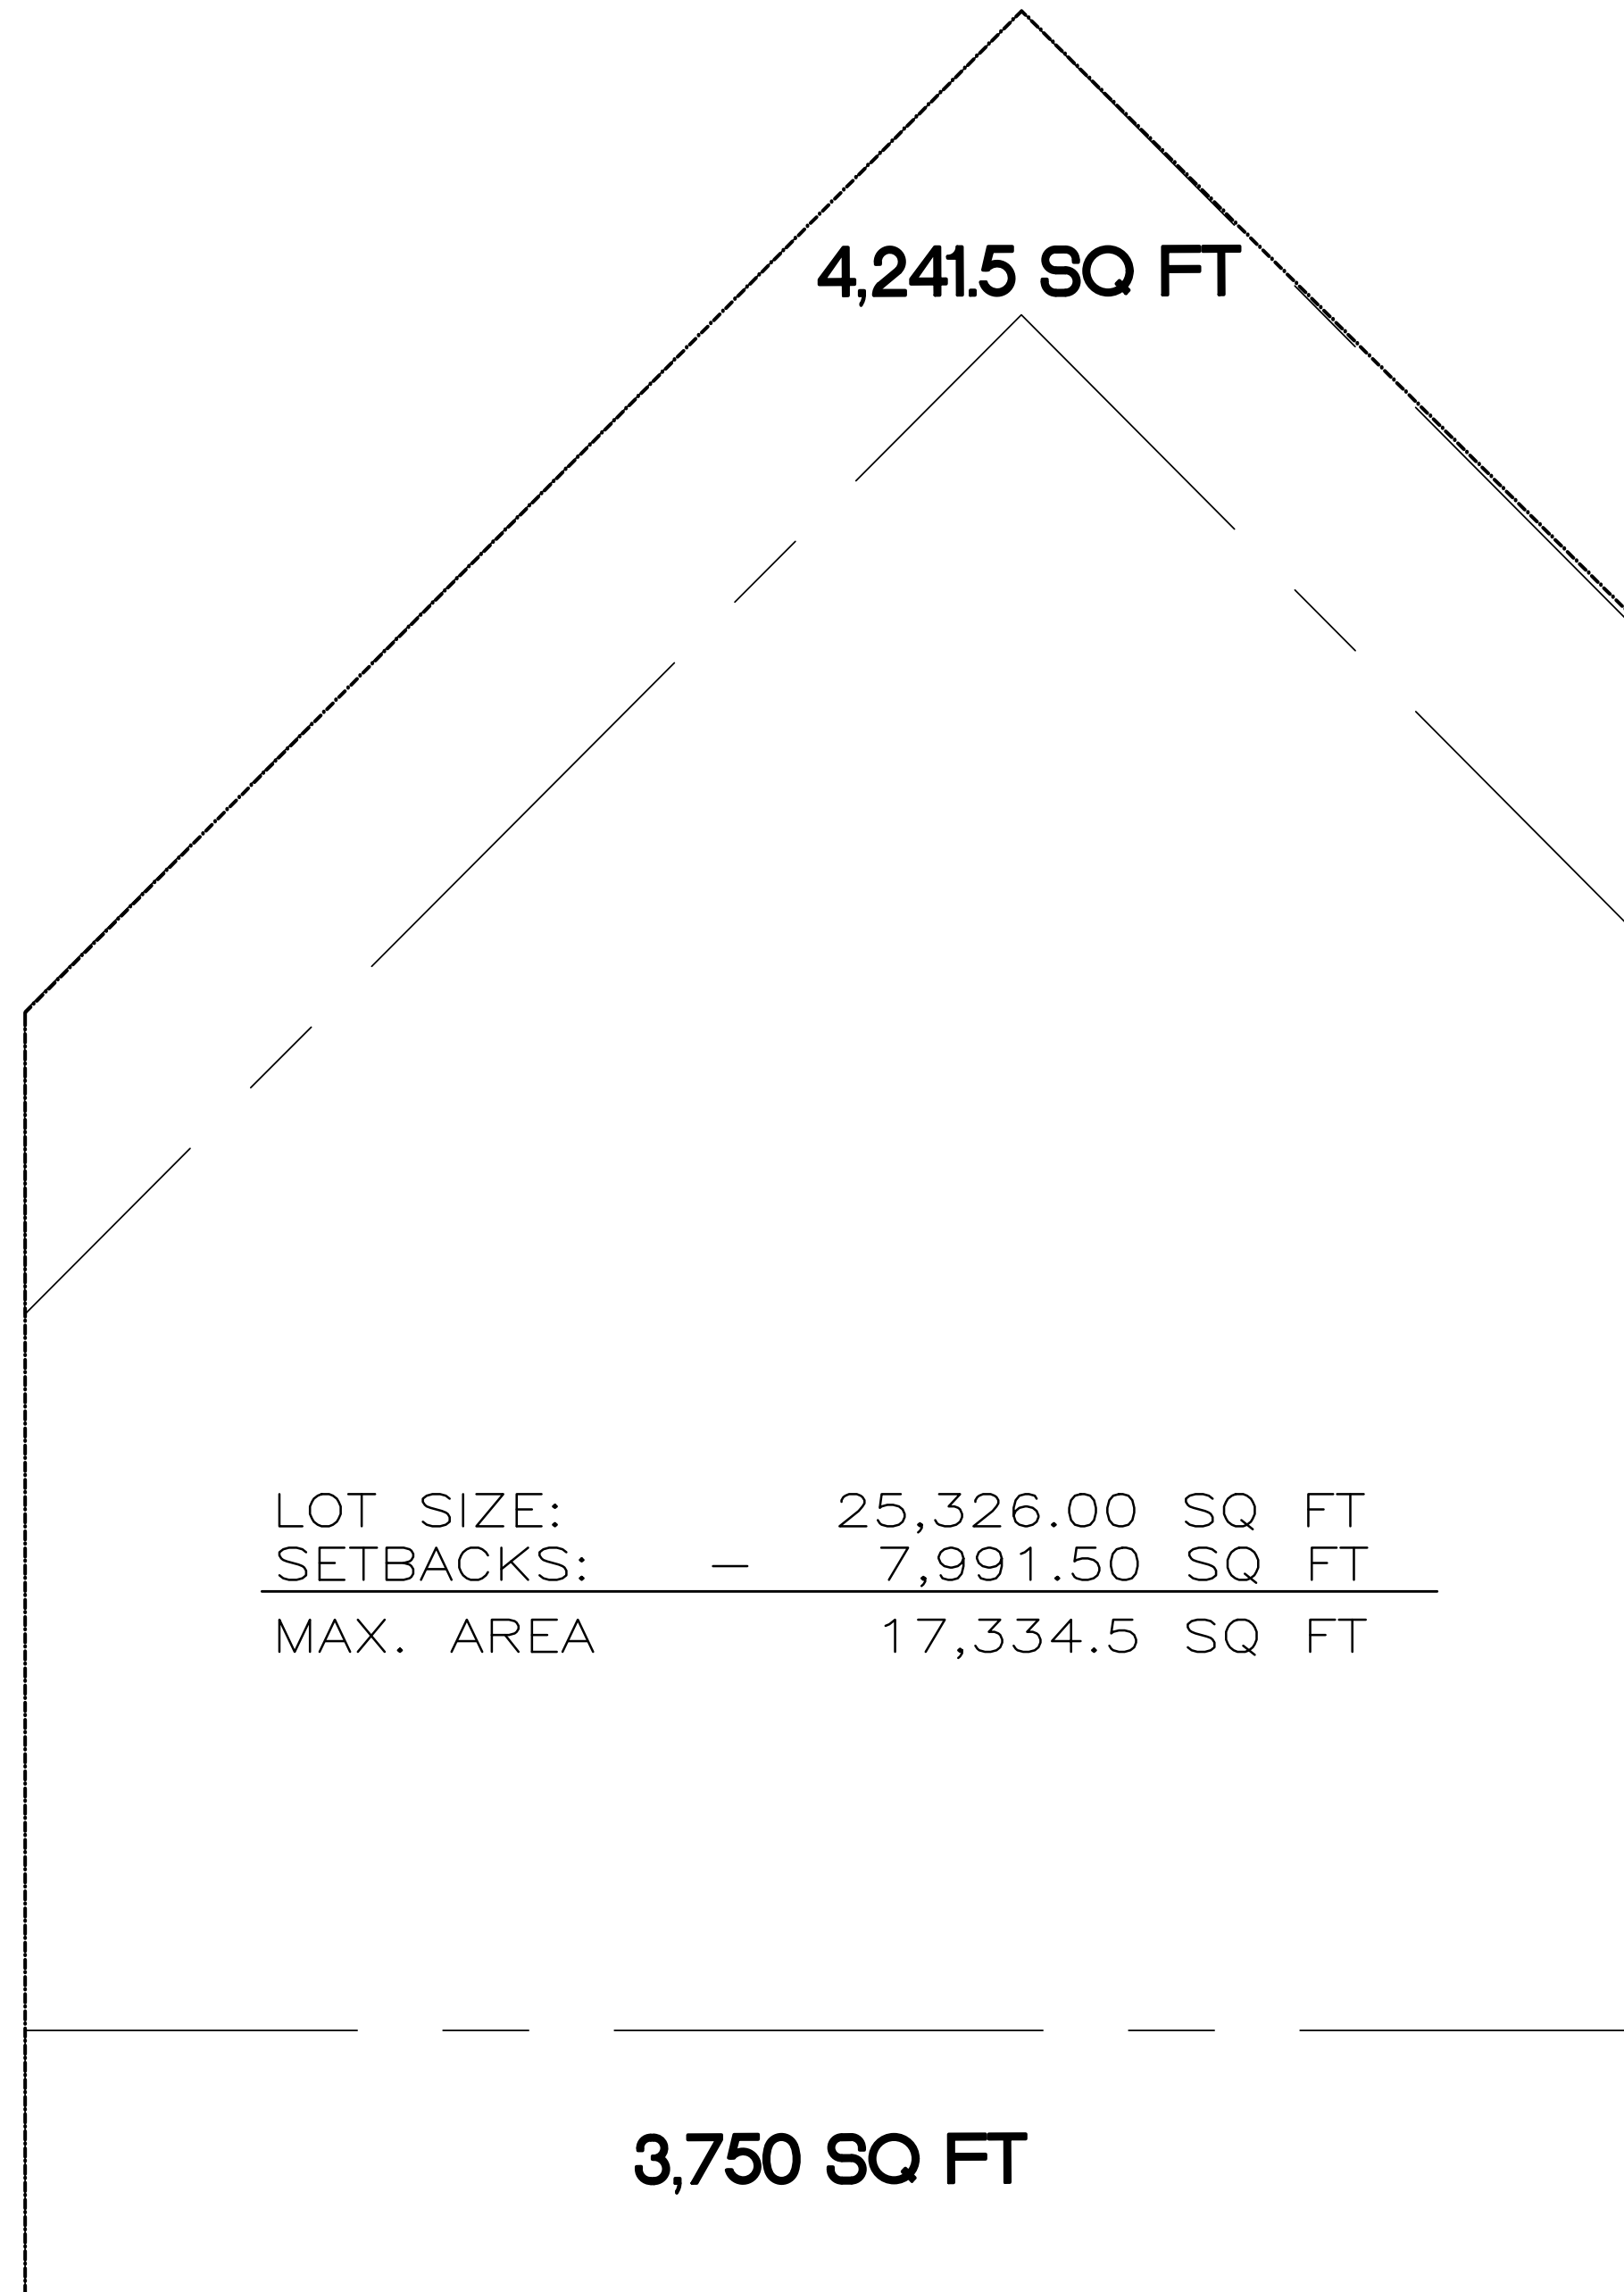 4,241.5 SQ FT
LOT SIZE: 25,326.00 SQ FT
SETBACKS: - 7,991.50 SQ FT
MAX. AREA 17,334.5 SQ FT
3,750 SQ FT